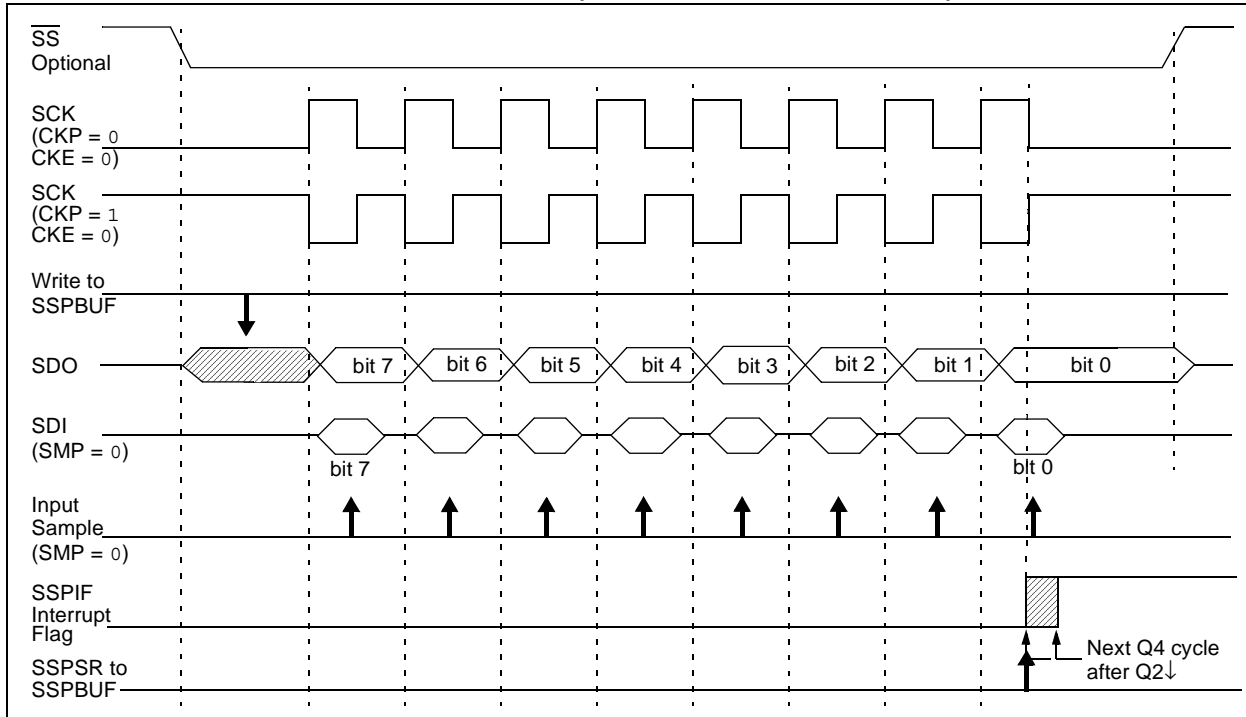 SS
Optional
SCK
(CKP = 0
CKE = 0)
SCK
(CKP = 1
CKE = 0)
Write to
SSPBUF
SDO
bit 7
bit 6
bit 5
bit 4
bit 3
bit 2
bit 1
bit 0
SDI
(SMP = 0)
bit 7
bit 0
Input
Sample
(SMP = 0)
SSPIF
Interrupt
Flag
Next Q4 cycle
after Q2↓
SSPSR to
SSPBUF